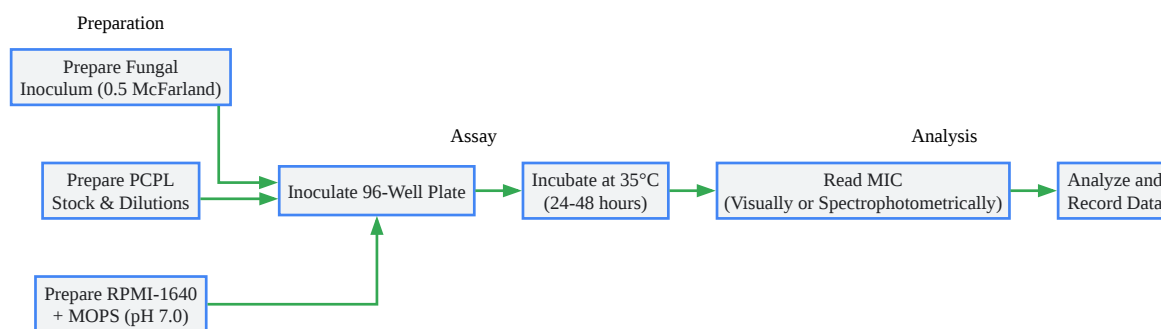 Preparation
Prepare Fungal
Inoculum (0.5 McFarland)
Assay
Analysis
Prepare PCPL
Stock & Dilutions
Inoculate 96-Well Plate
Incubate at 35°C
(24-48 hours)
Read MIC
(Visually or Spectrophotometrically)
Analyze and
Record Data
Prepare RPMI-1640
+ MOPS (pH 7.0)